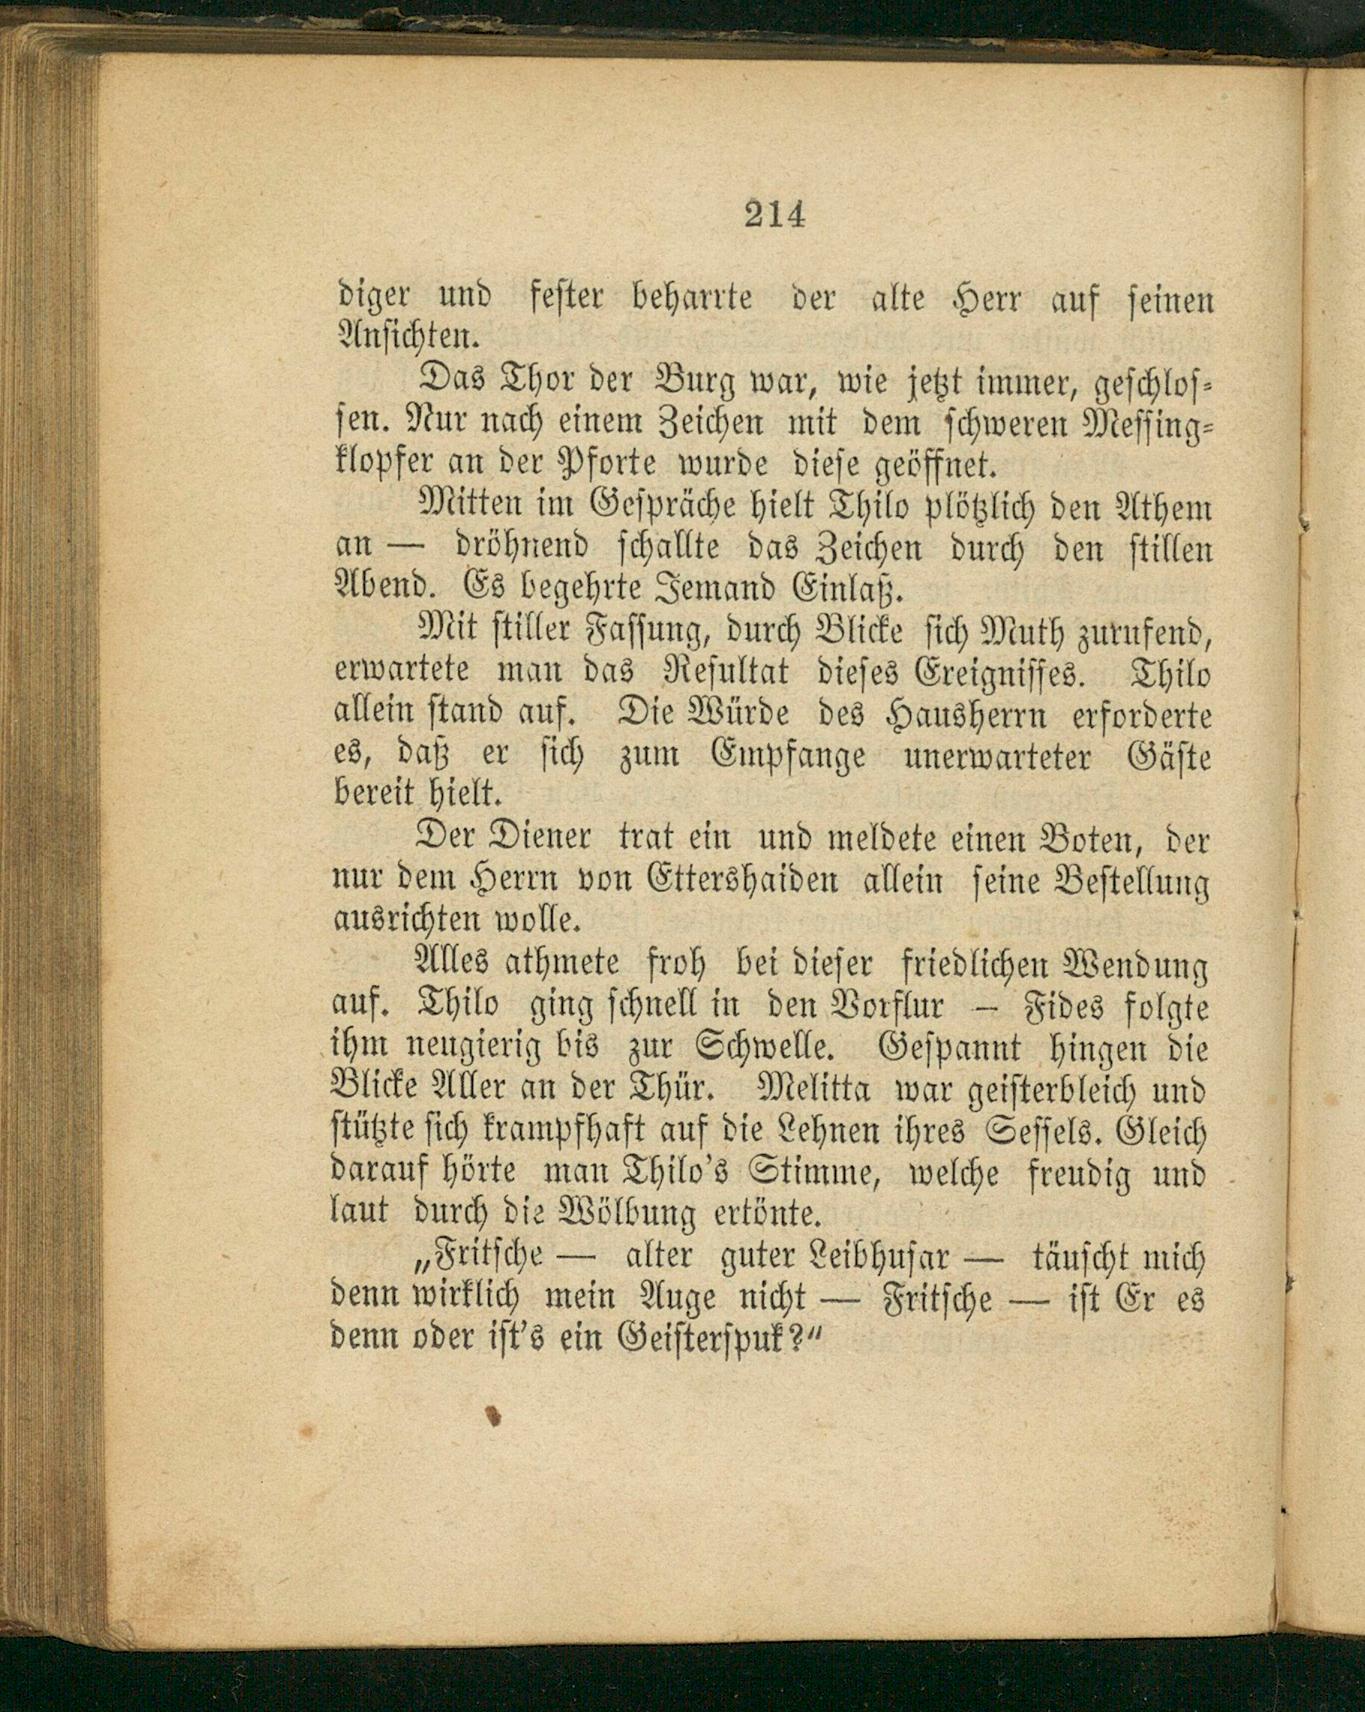 214
diger und fester beharrte der alte Herr auf seinen
Ansichten.
Das Thor der Burg war, wie jetzt immer, geschlos-
sen. Nur nach einem Zeichen mit dem schweren Messing-
klopfer an der Pforte wurde diese geöffnet.
Mitten im Gespräche hielt Thilo plötzlich den Athem
an — dröhnend schallte das Zeichen durch den stillen
Abend. Es begehrte Jemand Einlaß.
Mit stiller Fassung, durch Blicke sich Muth zurufend,
erwartete man das Resultat dieses Ereignisses. Thilo
allein stand auf. Die Würde des Hausherrn erforderte
es, daß er sich zum Empfange unerwarteter Gäste
bereit hielt.
Der Diener trat ein und meldete einen Boten, der
nur dem Herrn von Ettershaiden allein seine Bestellung
ausrichten wolle.
Alles athmete froh bei dieser friedlichen Wendung
auf. Thilo ging schnell in den Vorflur — Fides folgte
ihm neugierig bis zur Schwelle. Gespannt hingen die
Blicke Aller an der Thür. Melitta war geisterbleich und
stützte sich krampfhaft auf die Lehnen ihres Sessels. Gleich
darauf hörte man Thilo's Stimme, welche freudig und
laut durch die Wölbung ertönte.
„Fritsche — alter guter Leibhusar — täuscht mich
denn wirklich mein Auge nicht — Fritsche — ist Er es
denn oder ist's ein Geisterspuk?"